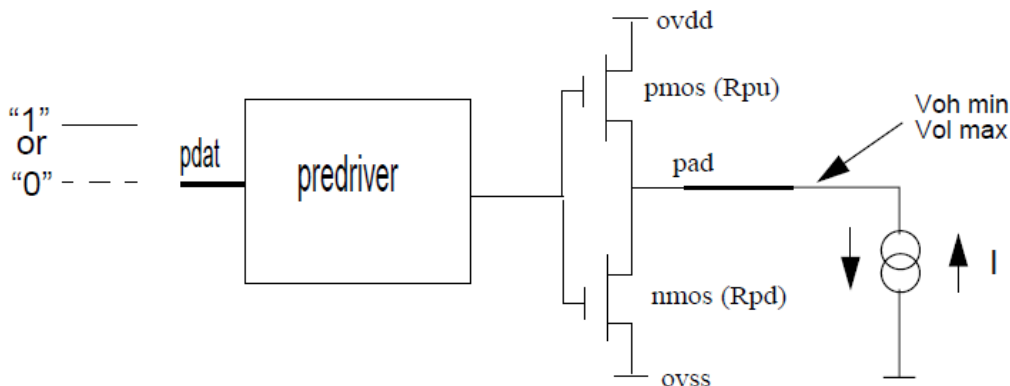 “1”
or
“0”
pdat
predriver
ovdd
pmos (Rpu)
pad
nmos (Rpd)
ovss
Voh min
Vol max
I